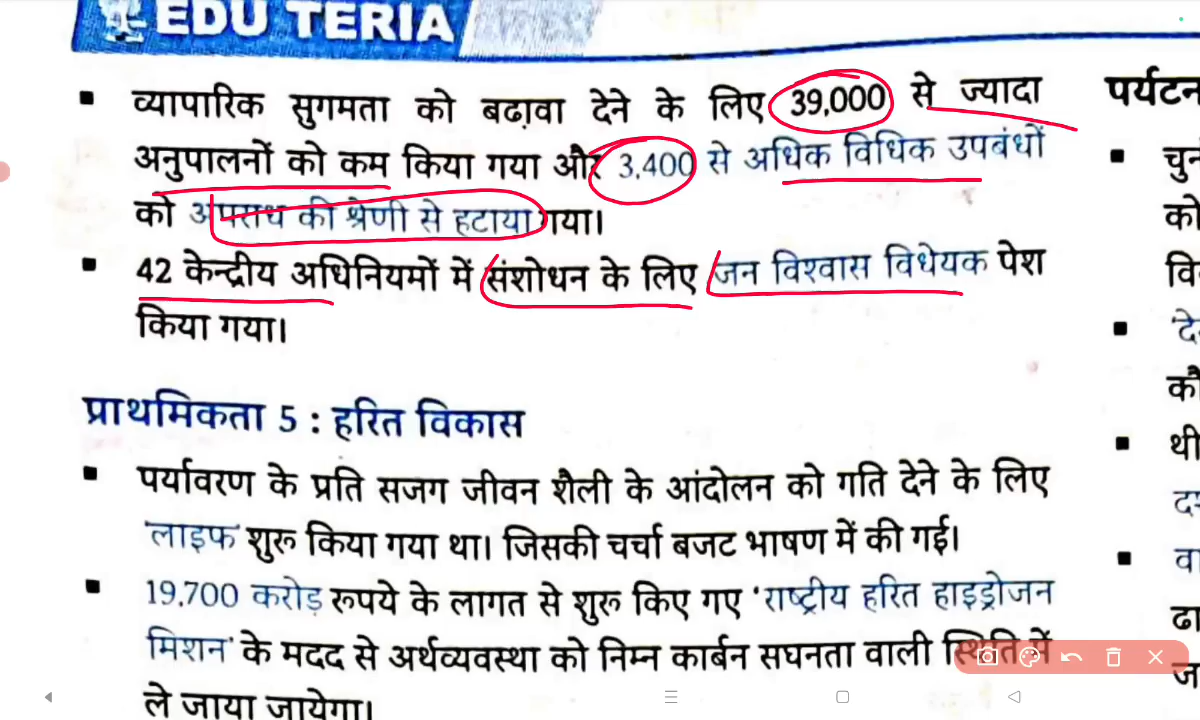 EDU TERIA
व्यापारिक सुगमता को बढ़ावा देने के लिए 39,000 से ज्यादा
अनुपालनों को कम किया गया और 3,400 से अधिक विधिक उपबंधों
को अपराध की श्रेणी से हटाया गया।
42 केन्द्रीय अधिनियमों में संशोधन के लिए जन विश्वास विधेयक पेश
किया गया।
प्राथमिकता 5 : हरित विकास
पर्यावरण के प्रति सजग जीवन शैली के आंदोलन को गति देने के लिए
'लाइफ' शुरू किया गया था। जिसकी चर्चा बजट भाषण में की गई।
19,700 करोड़ रूपये के लागत से शुरू किए गए 'राष्ट्रीय हरित हाइड्रोजन
मिशन' के मदद से अर्थव्यवस्था को निम्न कार्बन सघनता वाली स्थिति में
ले जाया जायेगा।
पर्यटन
को